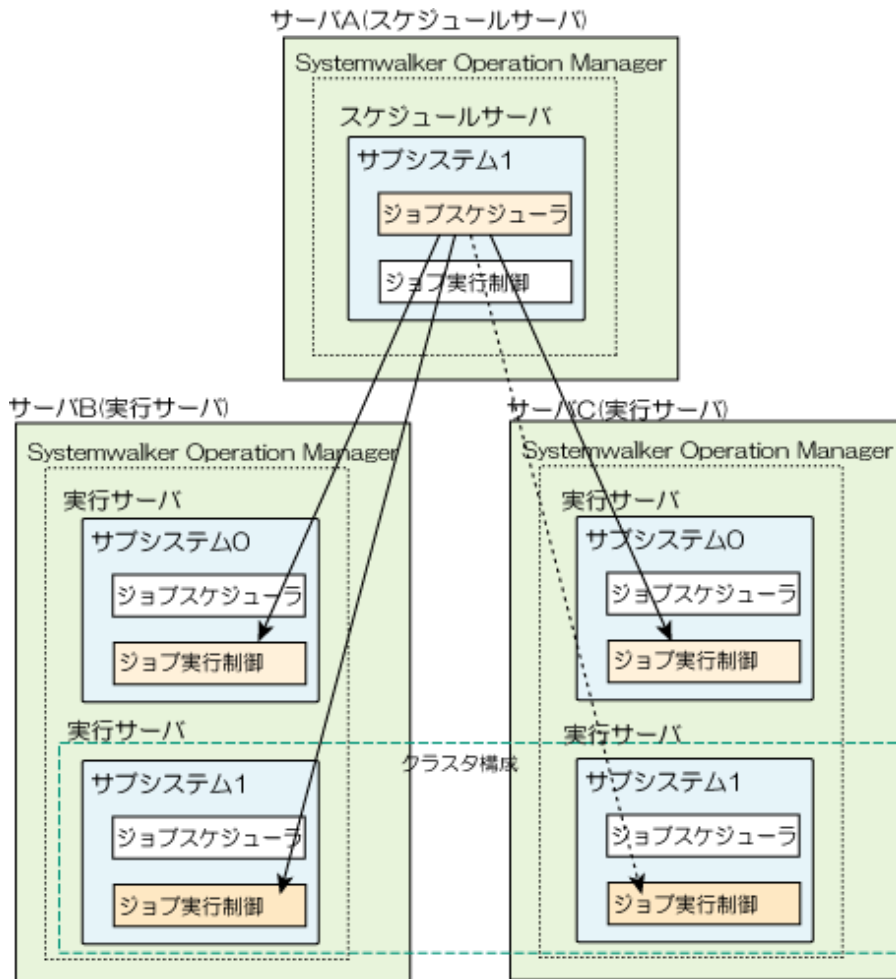 サーバA(スケジュールサーバ)
Systemwalker Operation Manager
スケジュールサーバ
サブシステム1
ジョブスケジューラ
ジョブ実行制御
サーバB(実行サーバ)
Systemwalker Operation Manager
実行サーバ
サブシステム0
ジョブスケジューラ
ジョブ実行制御
実行サーバ
サブシステム1
ジョブスケジューラ
ジョブ実行制御
クラスタ構成
サーバC(実行サーバ)
Systemwalker Operation Manager
実行サーバ
サブシステム0
ジョブスケジューラ
ジョブ実行制御
実行サーバ
サブシステム1
ジョブスケジューラ
ジョブ実行制御